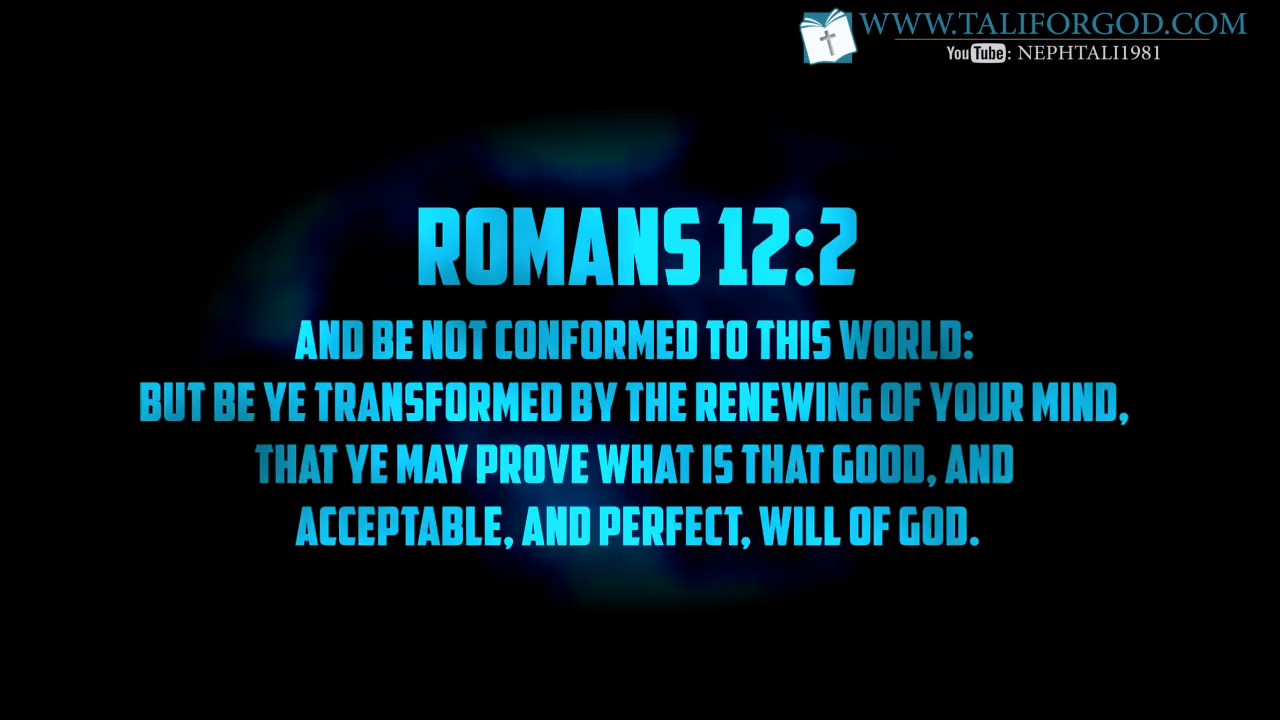 WWW.TALIFORGOD.COM
YouTube: NEPHTALI1981
ROMANS 12:2
AND BE NOT CONFORMED TO THIS WORLD:
BUT BE YE TRANSFORMED BY THE RENEWING OF YOUR MIND,
THAT YE MAY PROVE WHAT IS THAT GOOD, AND
ACCEPTABLE, AND PERFECT, WILL OF GOD.